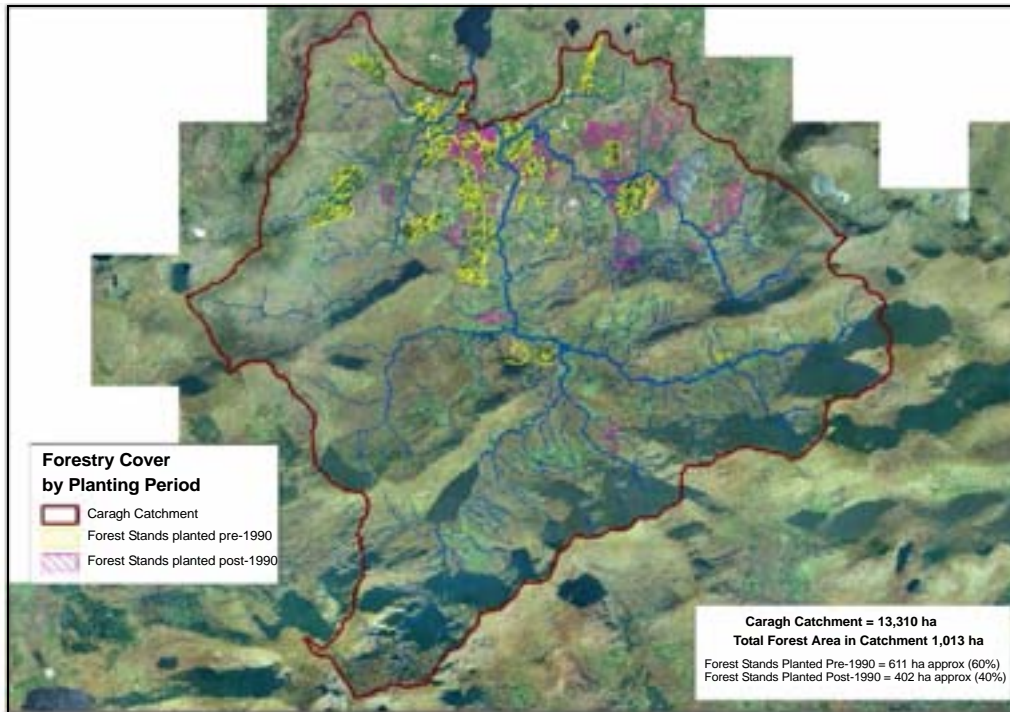 Forestry Cover
by Planting Period
Caragh Catchment
Forest Stands planted pre-1990
Forest Stands planted post-1990
Caragh Catchment = 13,310 ha
Total Forest Area in Catchment 1,013 ha
Forest Stands Planted Pre-1990 = 611 ha approx (60%)
Forest Stands Planted Post-1990 = 402 ha approx (40%)